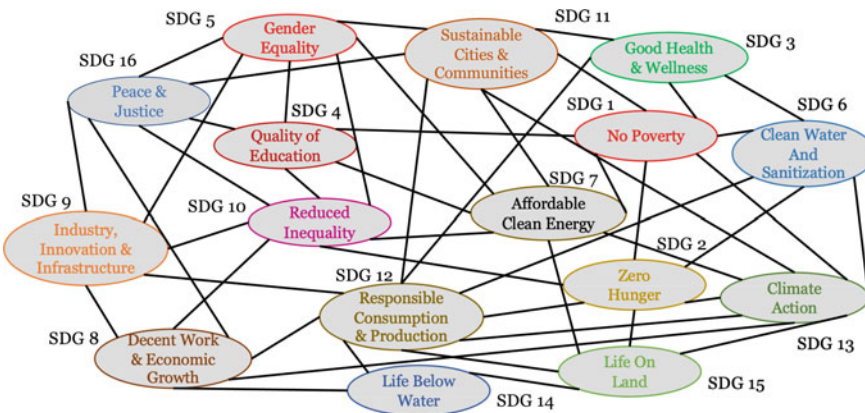 SDG 5
Gender
Equality
Sustainable
Cities &
Communities
SDG 11
Good Health
& Wellness
SDG 3
SDG 16
Peace &
Justice
SDG 4
Quality of
Education
SDG 1
No Poverty
SDG 6
Clean Water
And
Sanitization
SDG 9
Industry,
Innovation &
Infrastructure
SDG 10
Reduced
Inequality
SDG 7
Affordable
Clean Energy
SDG 2
Zero
Hunger
SDG 12
Responsible
Consumption
& Production
Climate
Action
SDG 13
SDG 8
Decent Work
& Economic
Growth
Life Below
Water
SDG 14
Life On
Land
SDG 15